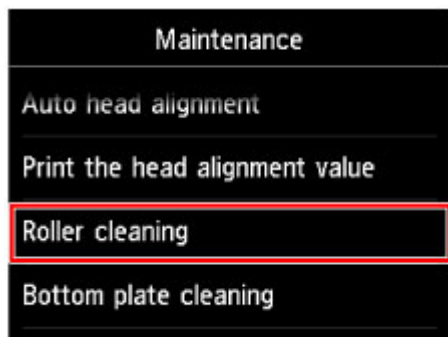 Maintenance
Auto head alignment
Print the head alignment value
Roller cleaning
Bottom plate cleaning